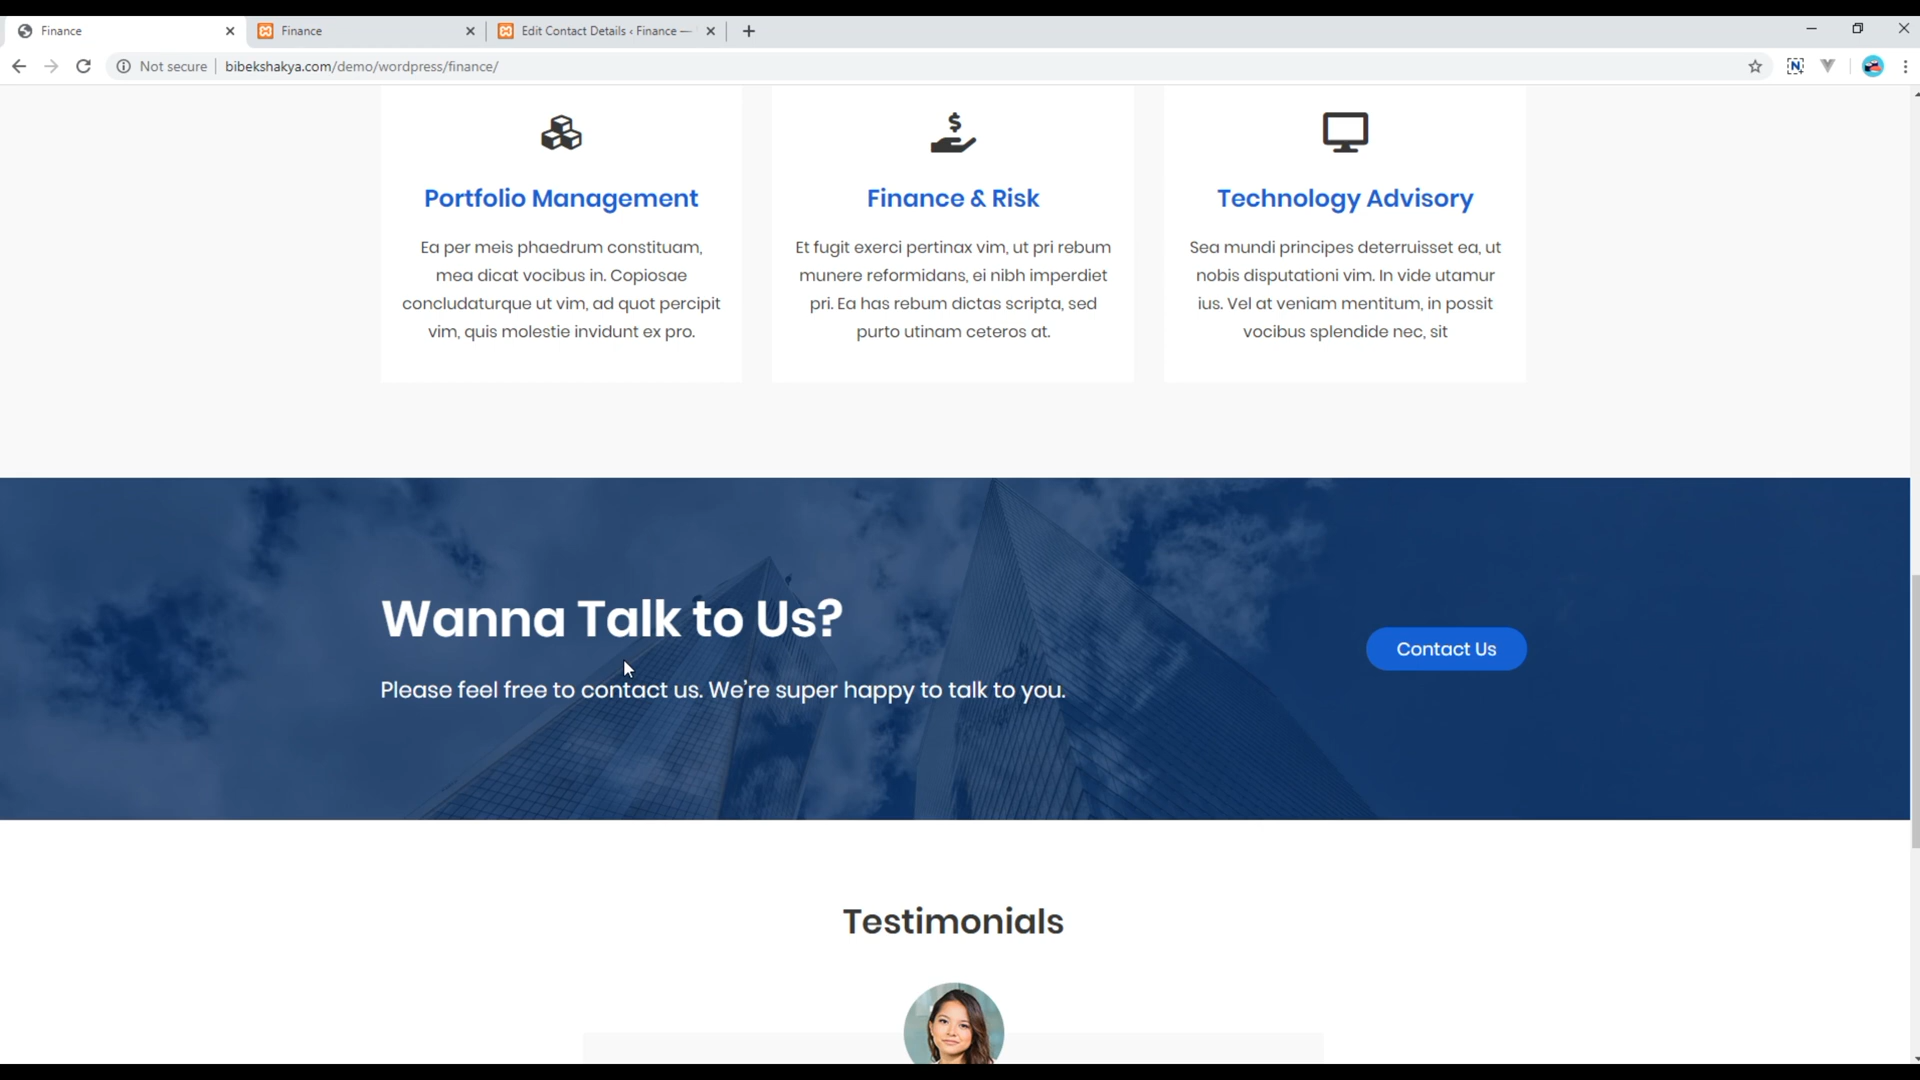 Finance
Finance
Edit Contact Details ‹ Finance —
Not secure
bibekshakya.com/demo/wordpress/finance/
Portfolio Management
Ea per meis phaedrum constituam,
mea dicat vocibus in. Copiosae
concludaturque ut vim, ad quot percipit
vim, quis molestie invidunt ex pro.
Finance & Risk
Et fugit exerci pertinax vim, ut pri rebum
munere reformidans, ei nibh imperdiet
pri. Ea has rebum dictas scripta, sed
purto utinam ceteros at.
Technology Advisory
Sea mundi principes deterruisset ea, ut
nobis disputationi vim. In vide utamur
ius. Vel at veniam mentitum, in possit
vocibus splendide nec, sit
Wanna Talk to Us?
Please feel free to contact us. We’re super happy to talk to you.
Contact Us
Testimonials